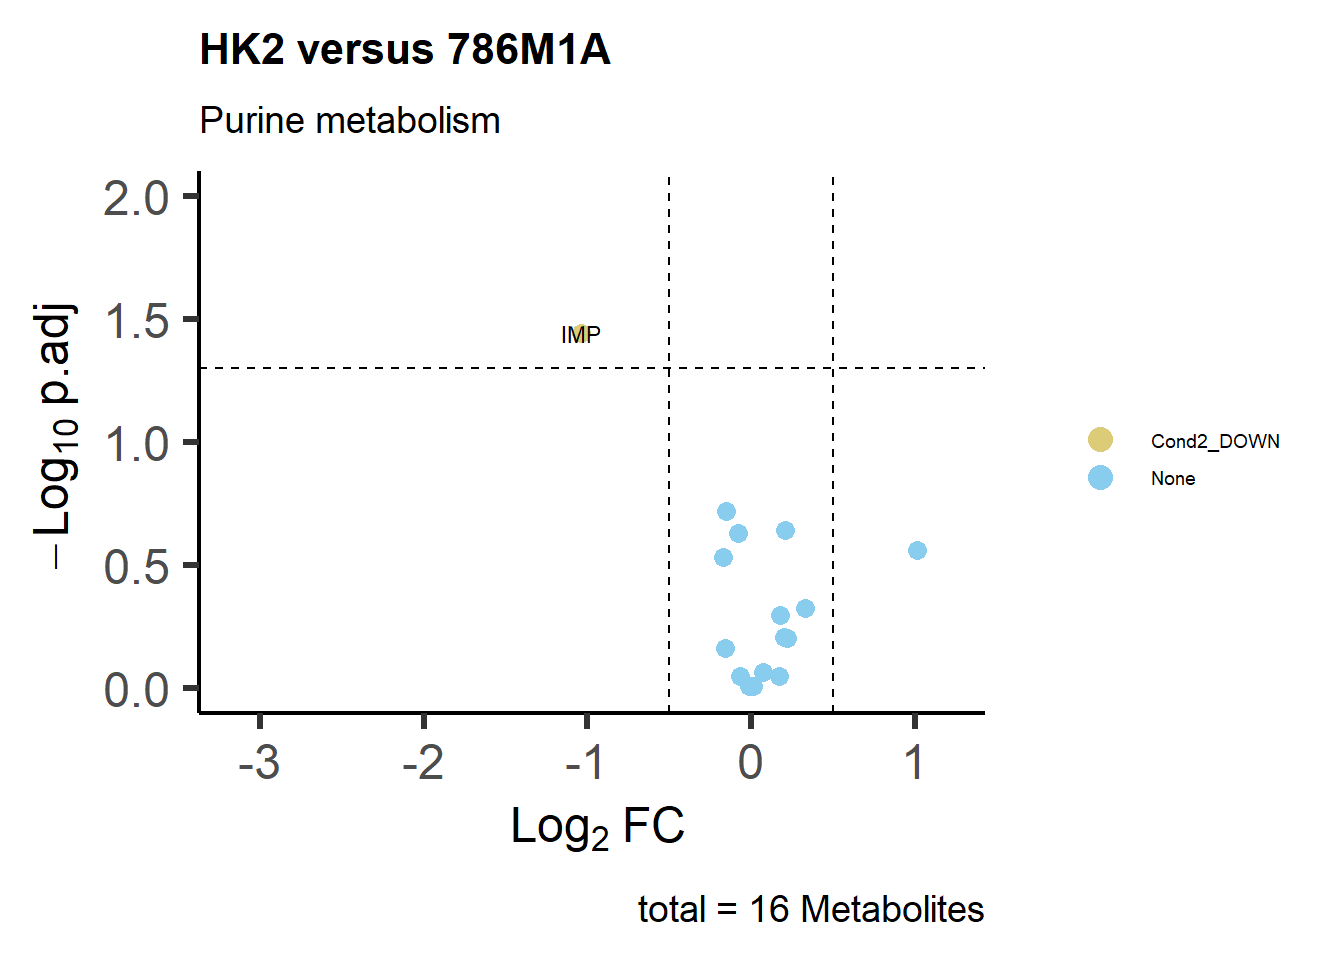 HK2 versus 786M1A
Purine metabolism
−Log10 p.adj
2.0
1.5
1.0
0.5
0.0
IMP
Cond2_DOWN
None
-3
-2
-1
0
1
Log2 FC
total = 16 Metabolites